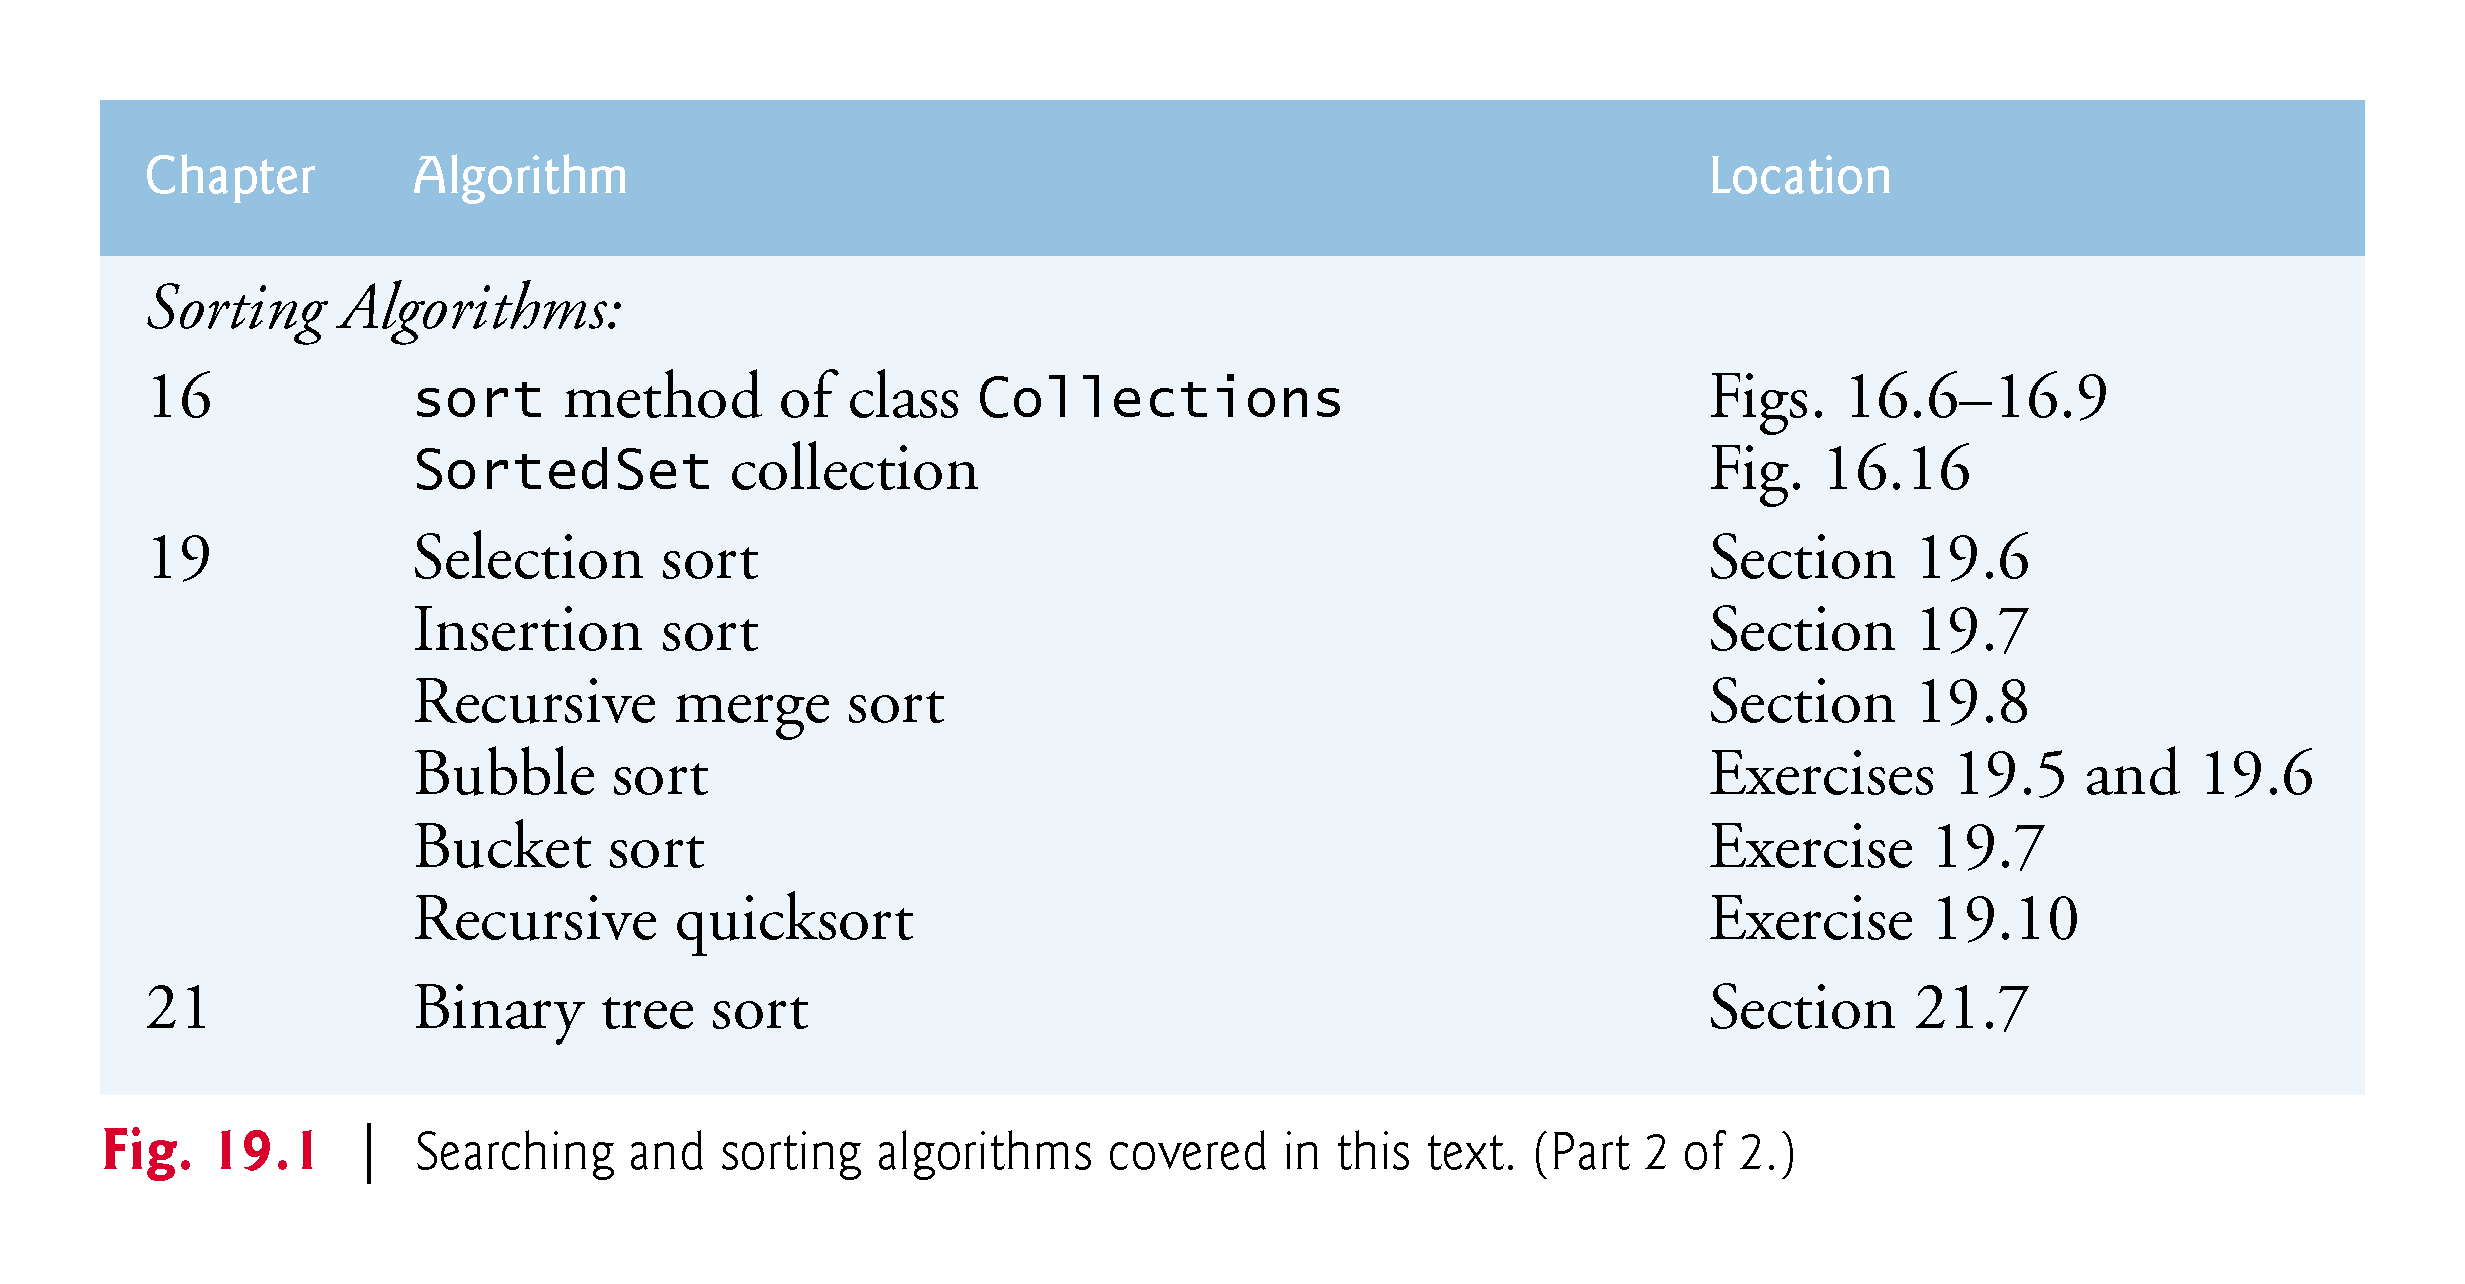 Chapter Algorithm Location
Sorting Algorithms:
16 sort method of class Collections Figs. 16.6–16.9
SortedSet collection Fig. 16.16
19 Selection sort Section 19.6
Insertion sort Section 19.7
Recursive merge sort Section 19.8
Bubble sort Exercises 19.5 and 19.6
Bucket sort Exercise 19.7
Recursive quicksort Exercise 19.10
21 Binary tree sort Section 21.7
Fig. 19.1 | Searching and sorting algorithms covered in this text. (Part 2 of 2.)